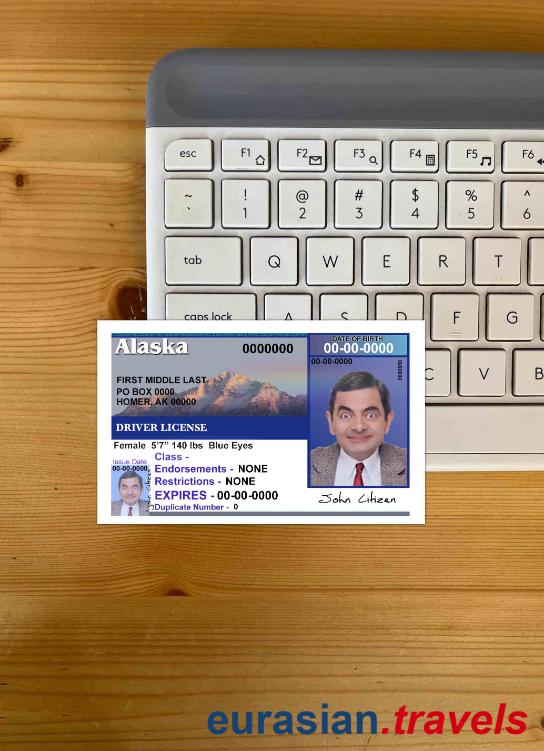 esc F1 F2 F3 F4 F5 F6
~ ! @ # $ % ^
` 1 2 3 4 5 6
tab Q W E R T
caps lock A S D F G
C V B
Alaska 0000000
DATE OF BIRTH
00-00-0000
00-00-0000
0000000
FIRST MIDDLE LAST
PO BOX 0000
HOMER, AK 00000
DRIVER LICENSE
Female 5'7" 140 lbs Blue Eyes
Issue Date
00-00-0000
Class -
Endorsements - NONE
Restrictions - NONE
EXPIRES - 00-00-0000
Duplicate Number - 0
John Citizen
John Citizen
eurasian.travels